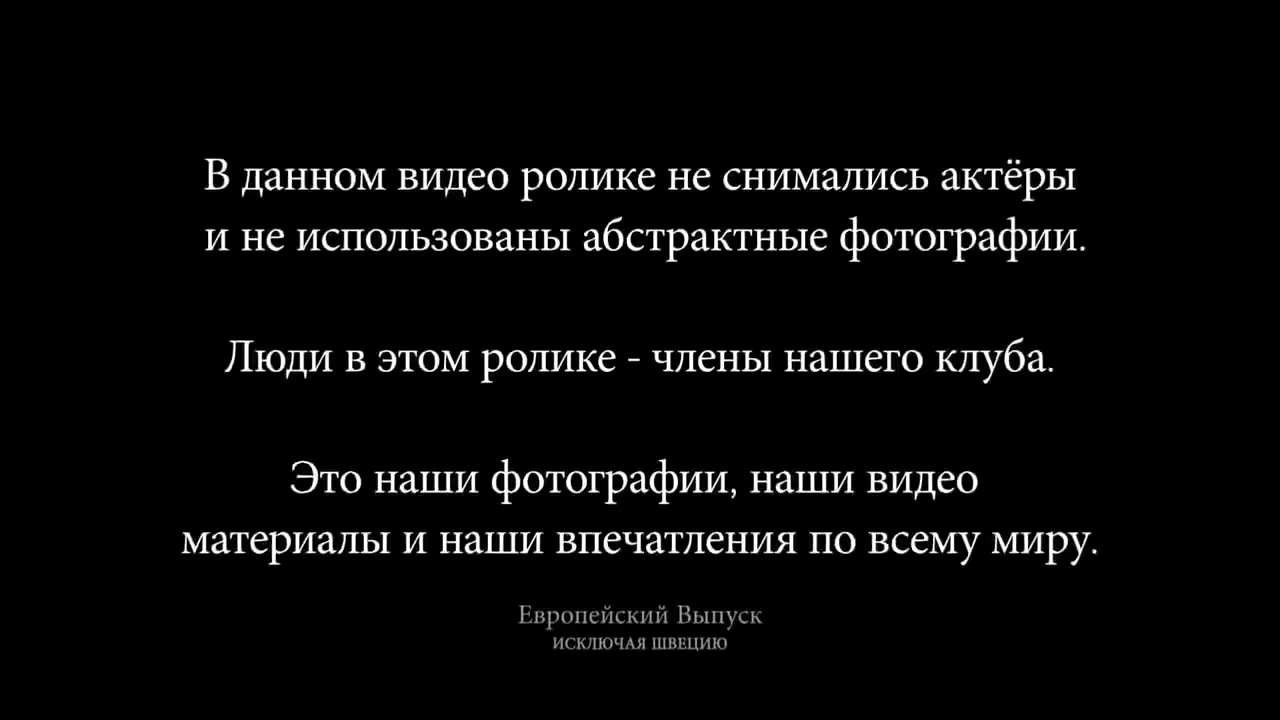 В данном видео ролике не снимались актёры
и не использованы абстрактные фотографии.
Люди в этом ролике - члены нашего клуба.
Это наши фотографии, наши видео
материалы и наши впечатления по всему миру.
Европейский Выпуск
ИСКЛЮЧАЯ ШВЕЦИЮ